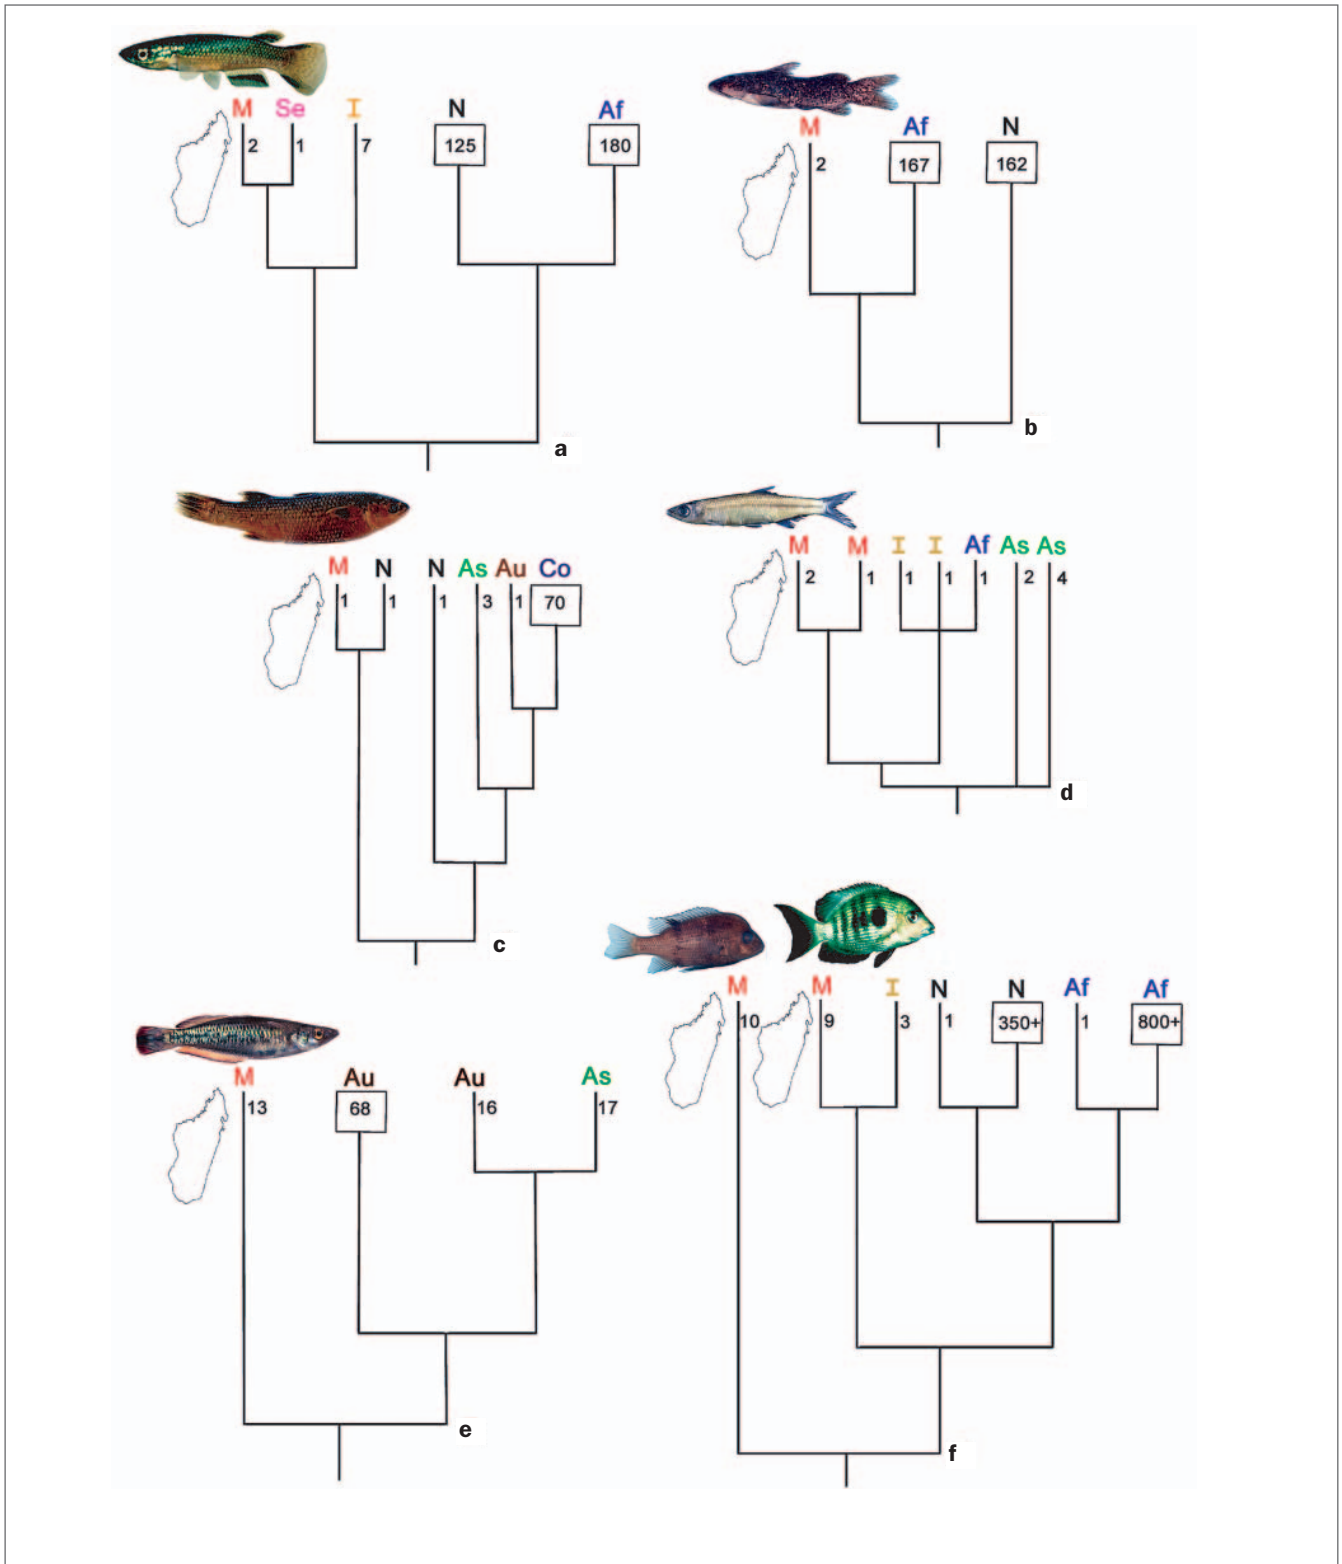 M Se I N Af
2 1 7 125 180
a
M Af N
2 167 162
b
M N N As Au Co
1 1 1 3 1 70
c
M M I I Af As As
2 1 1 1 1 2 4
d
M Au Au As
13 68 16 17
e
M M I N N Af Af
10 9 3 1 350+ 1 800+
f